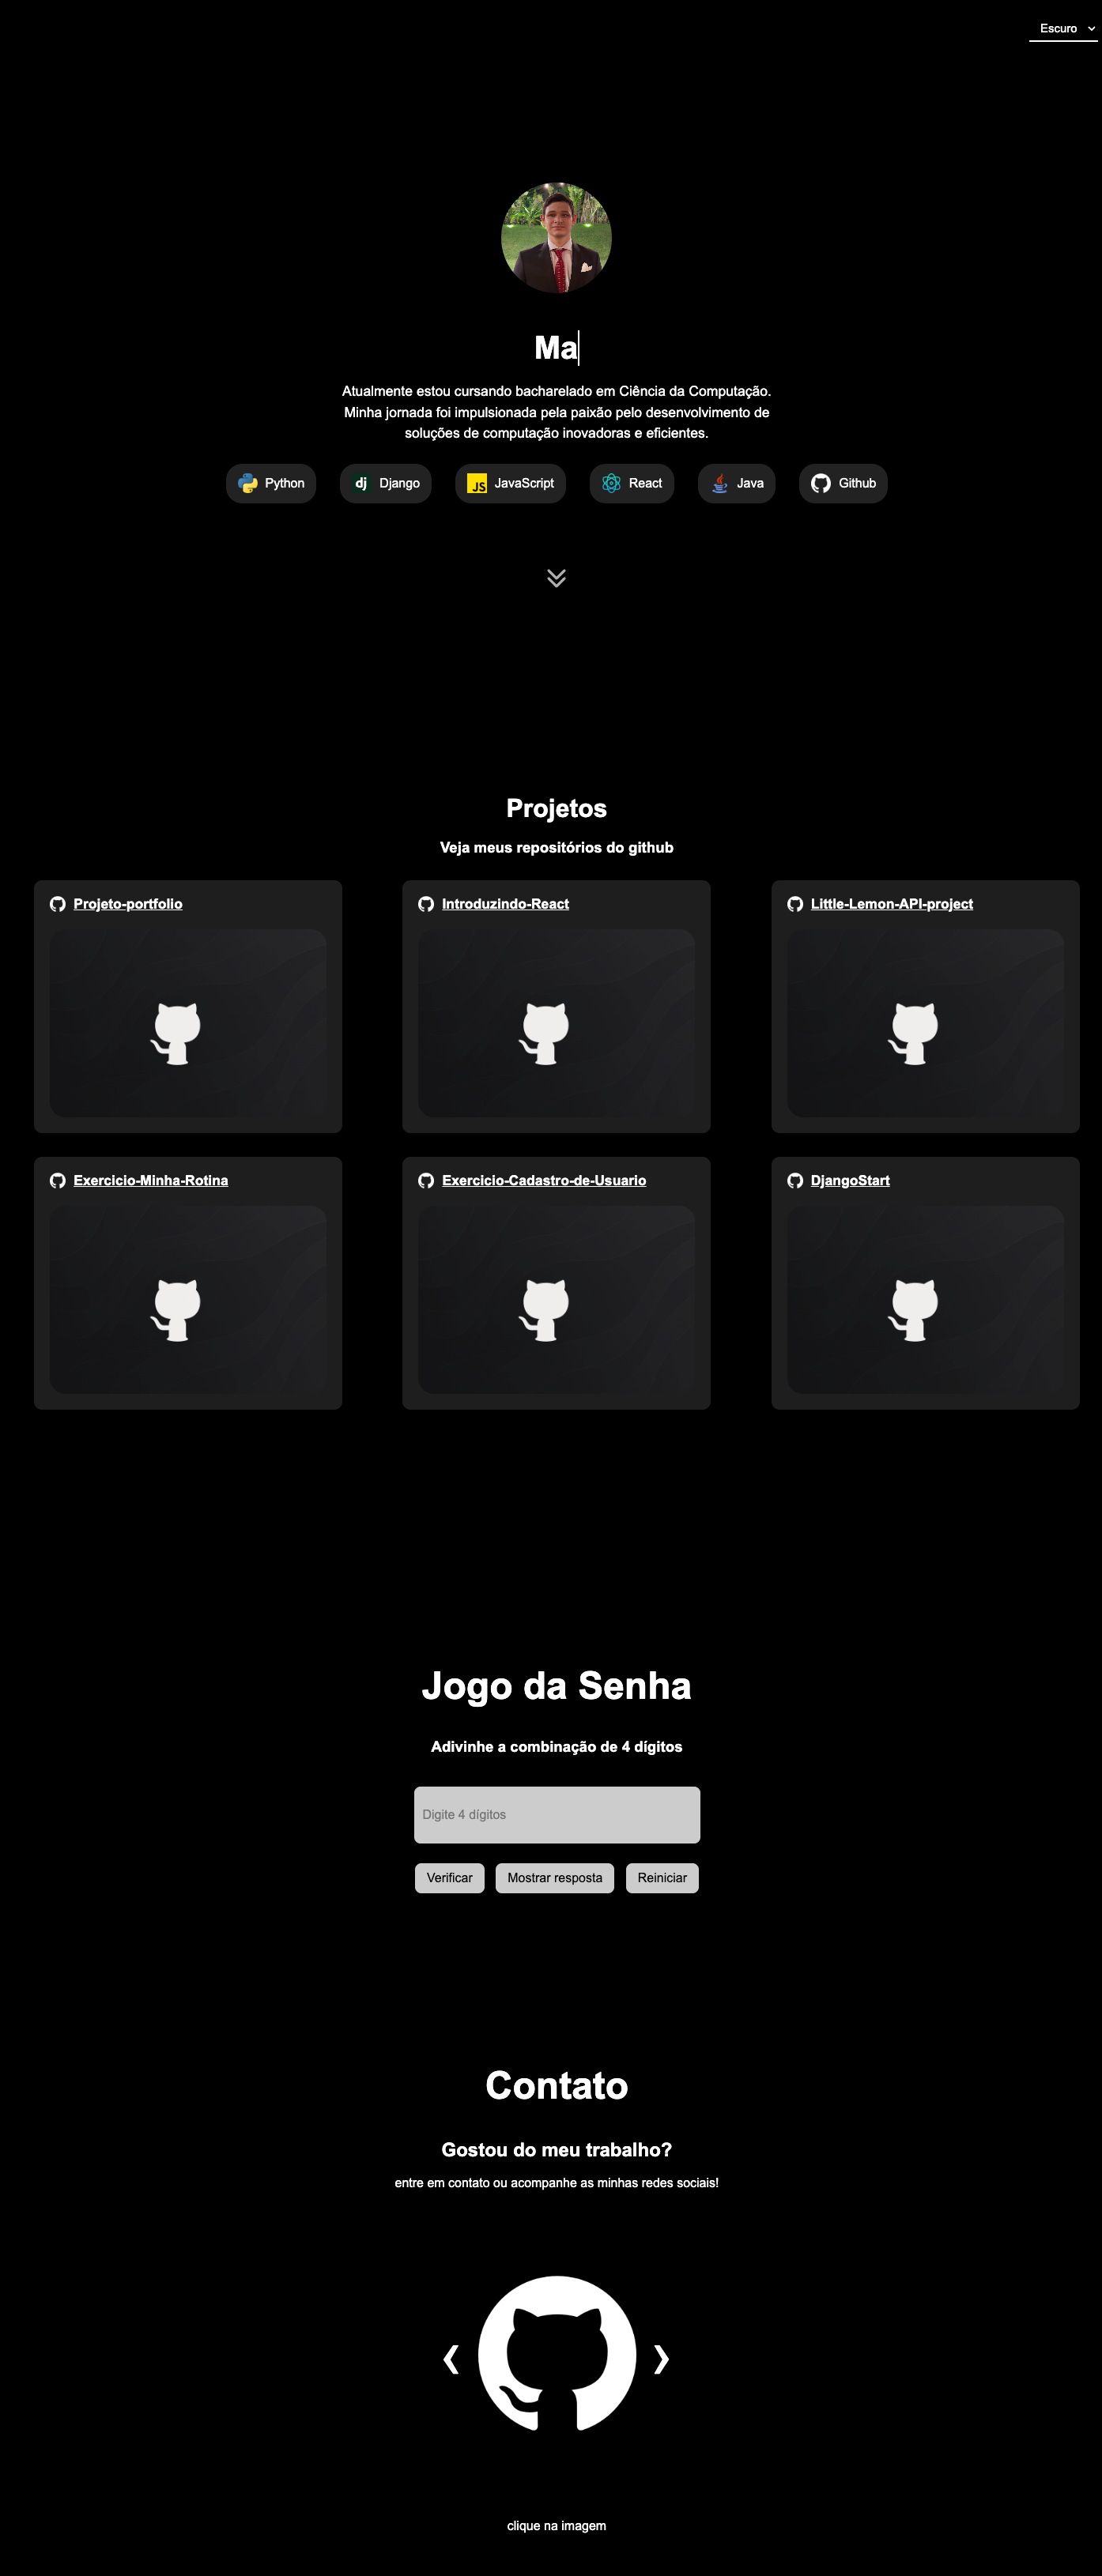 Escuro
Ma
Atualmente estou cursando bacharelado em Ciência da Computação.
Minha jornada foi impulsionada pela paixão pelo desenvolvimento de
soluções de computação inovadoras e eficientes.
Python
dj Django
JS JavaScript
React
Java
Github
Projetos
Veja meus repositórios do github
Projeto-portfolio
Introduzindo-React
Little-Lemon-API-project
Exercicio-Minha-Rotina
Exercicio-Cadastro-de-Usuario
DjangoStart
Jogo da Senha
Adivinhe a combinação de 4 dígitos
Digite 4 dígitos
Verificar
Mostrar resposta
Reiniciar
Contato
Gostou do meu trabalho?
entre em contato ou acompanhe as minhas redes sociais!
clique na imagem